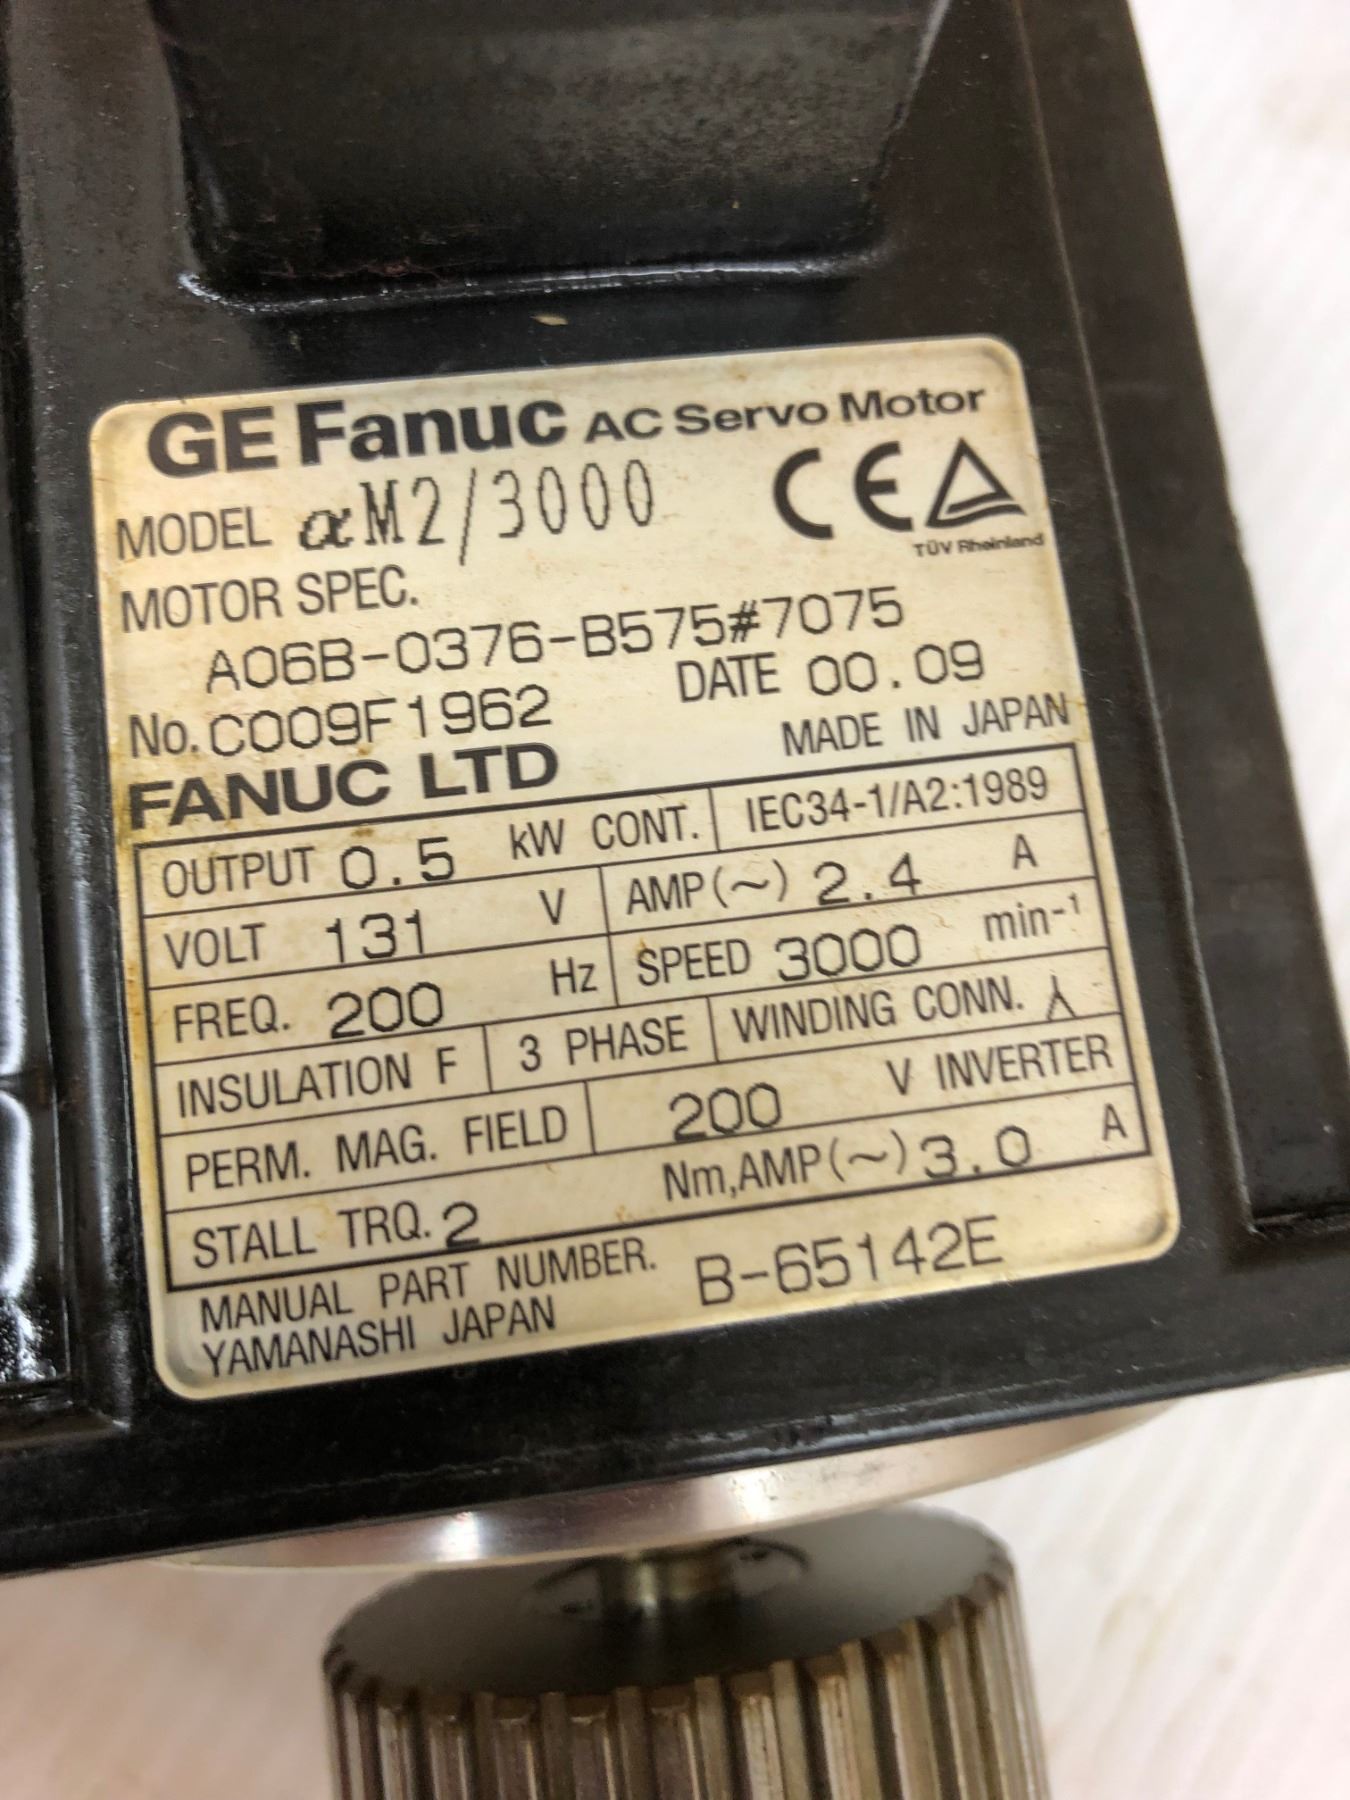 GE Fanuc AC Servo Motor
MODEL αM2/3000
CE
TÜV Rheinland
MOTOR SPEC.
A06B-0376-B575#7075
No. C009F1962 DATE 00.09
FANUC LTD MADE IN JAPAN
OUTPUT 0.5 kW CONT. IEC34-1/A2:1989
VOLT 131 V AMP(~) 2.4 A
FREQ. 200 Hz SPEED 3000 min-¹
INSULATION F 3 PHASE WINDING CONN. ⅄
PERM. MAG. FIELD 200 V INVERTER
STALL TRQ. 2 Nm,AMP(~) 3.0 A
MANUAL PART NUMBER. B-65142E
YAMANASHI JAPAN